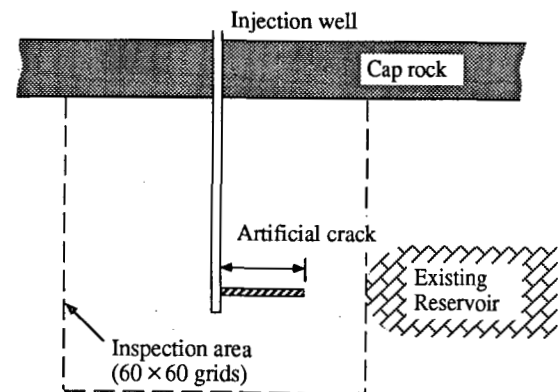 Injection well
Cap rock
Artificial crack
Existing
Reservoir
Inspection area
(60 × 60 grids)